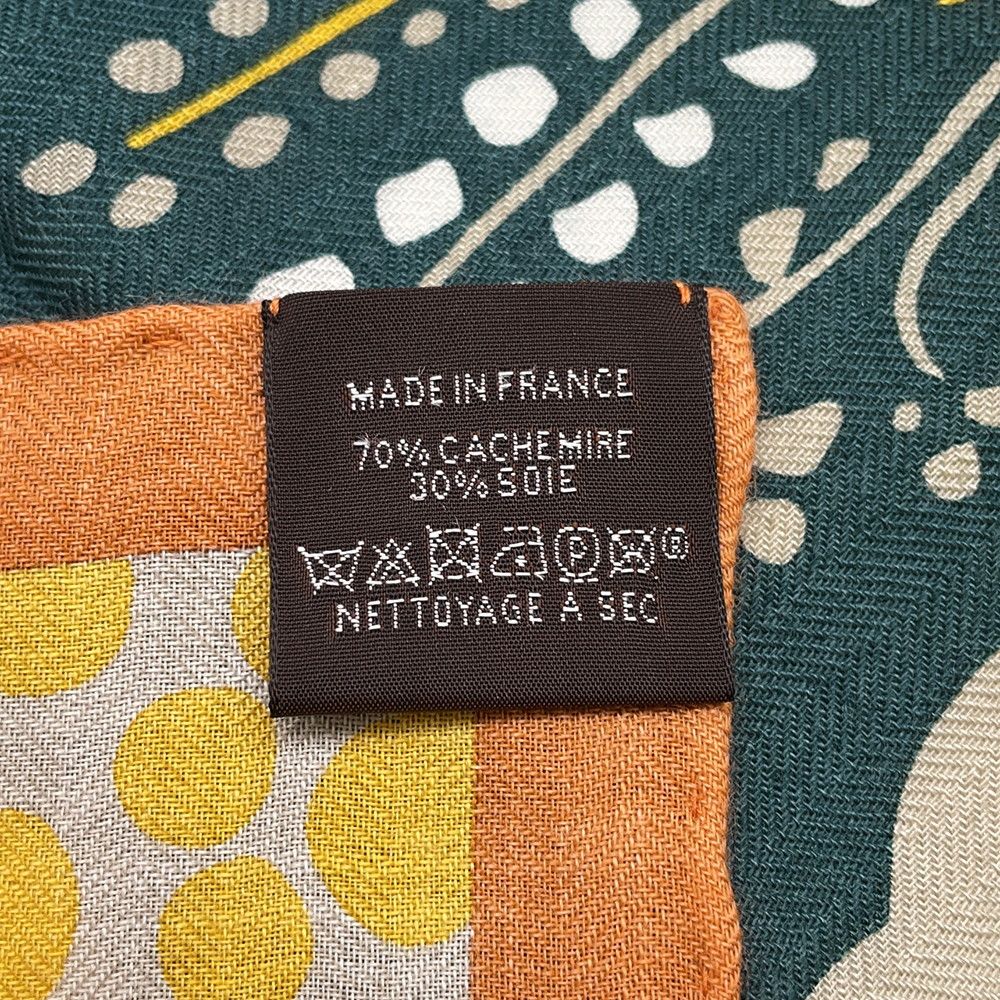 MADE IN FRANCE
70% CACHEMIRE
30% SOIE
P ®
NETTOYAGE A SEC